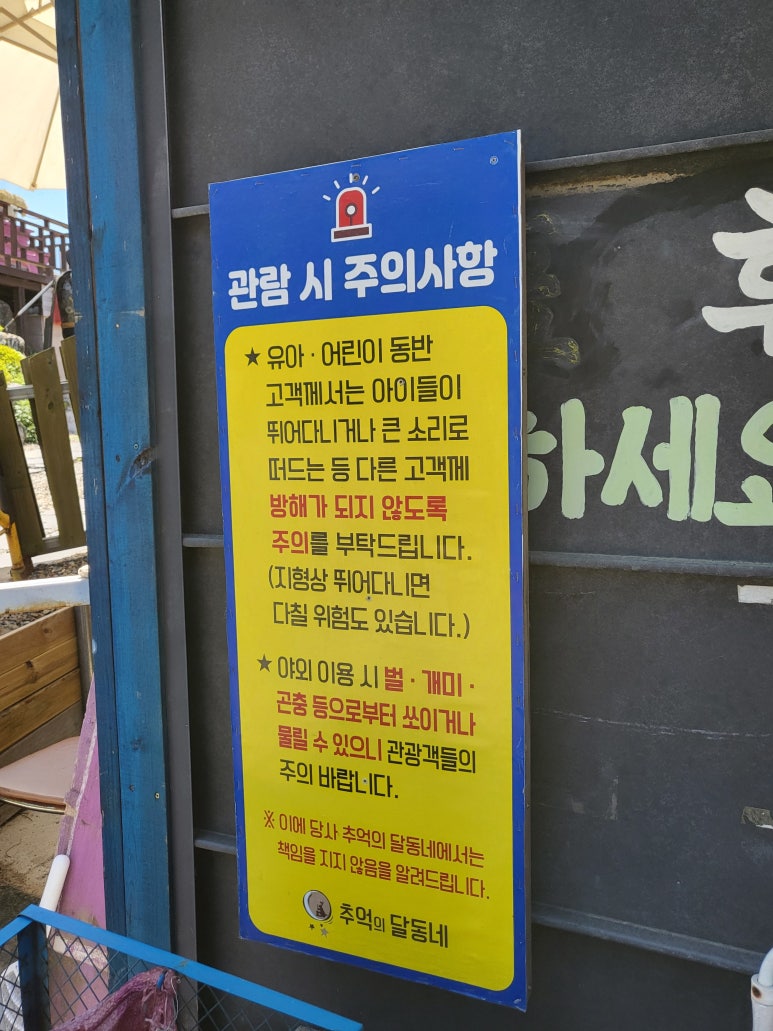 관람 시 주의사항
★ 유아 · 어린이 동반
고객께서는 아이들이
뛰어다니거나 큰 소리로
떠드는 등 다른 고객께
방해가 되지 않도록
주의를 부탁드립니다.
(지형상 뛰어다니면
다칠 위험도 있습니다.)
★ 야외 이용 시 벌 · 개미 ·
곤충 등으로부터 쏘이거나
물릴 수 있으니 관광객들의
주의 바랍니다.
※ 이에 당사 추억의 달동네에서는
책임을 지지 않음을 알려드립니다.
추억의 달동네
하세요